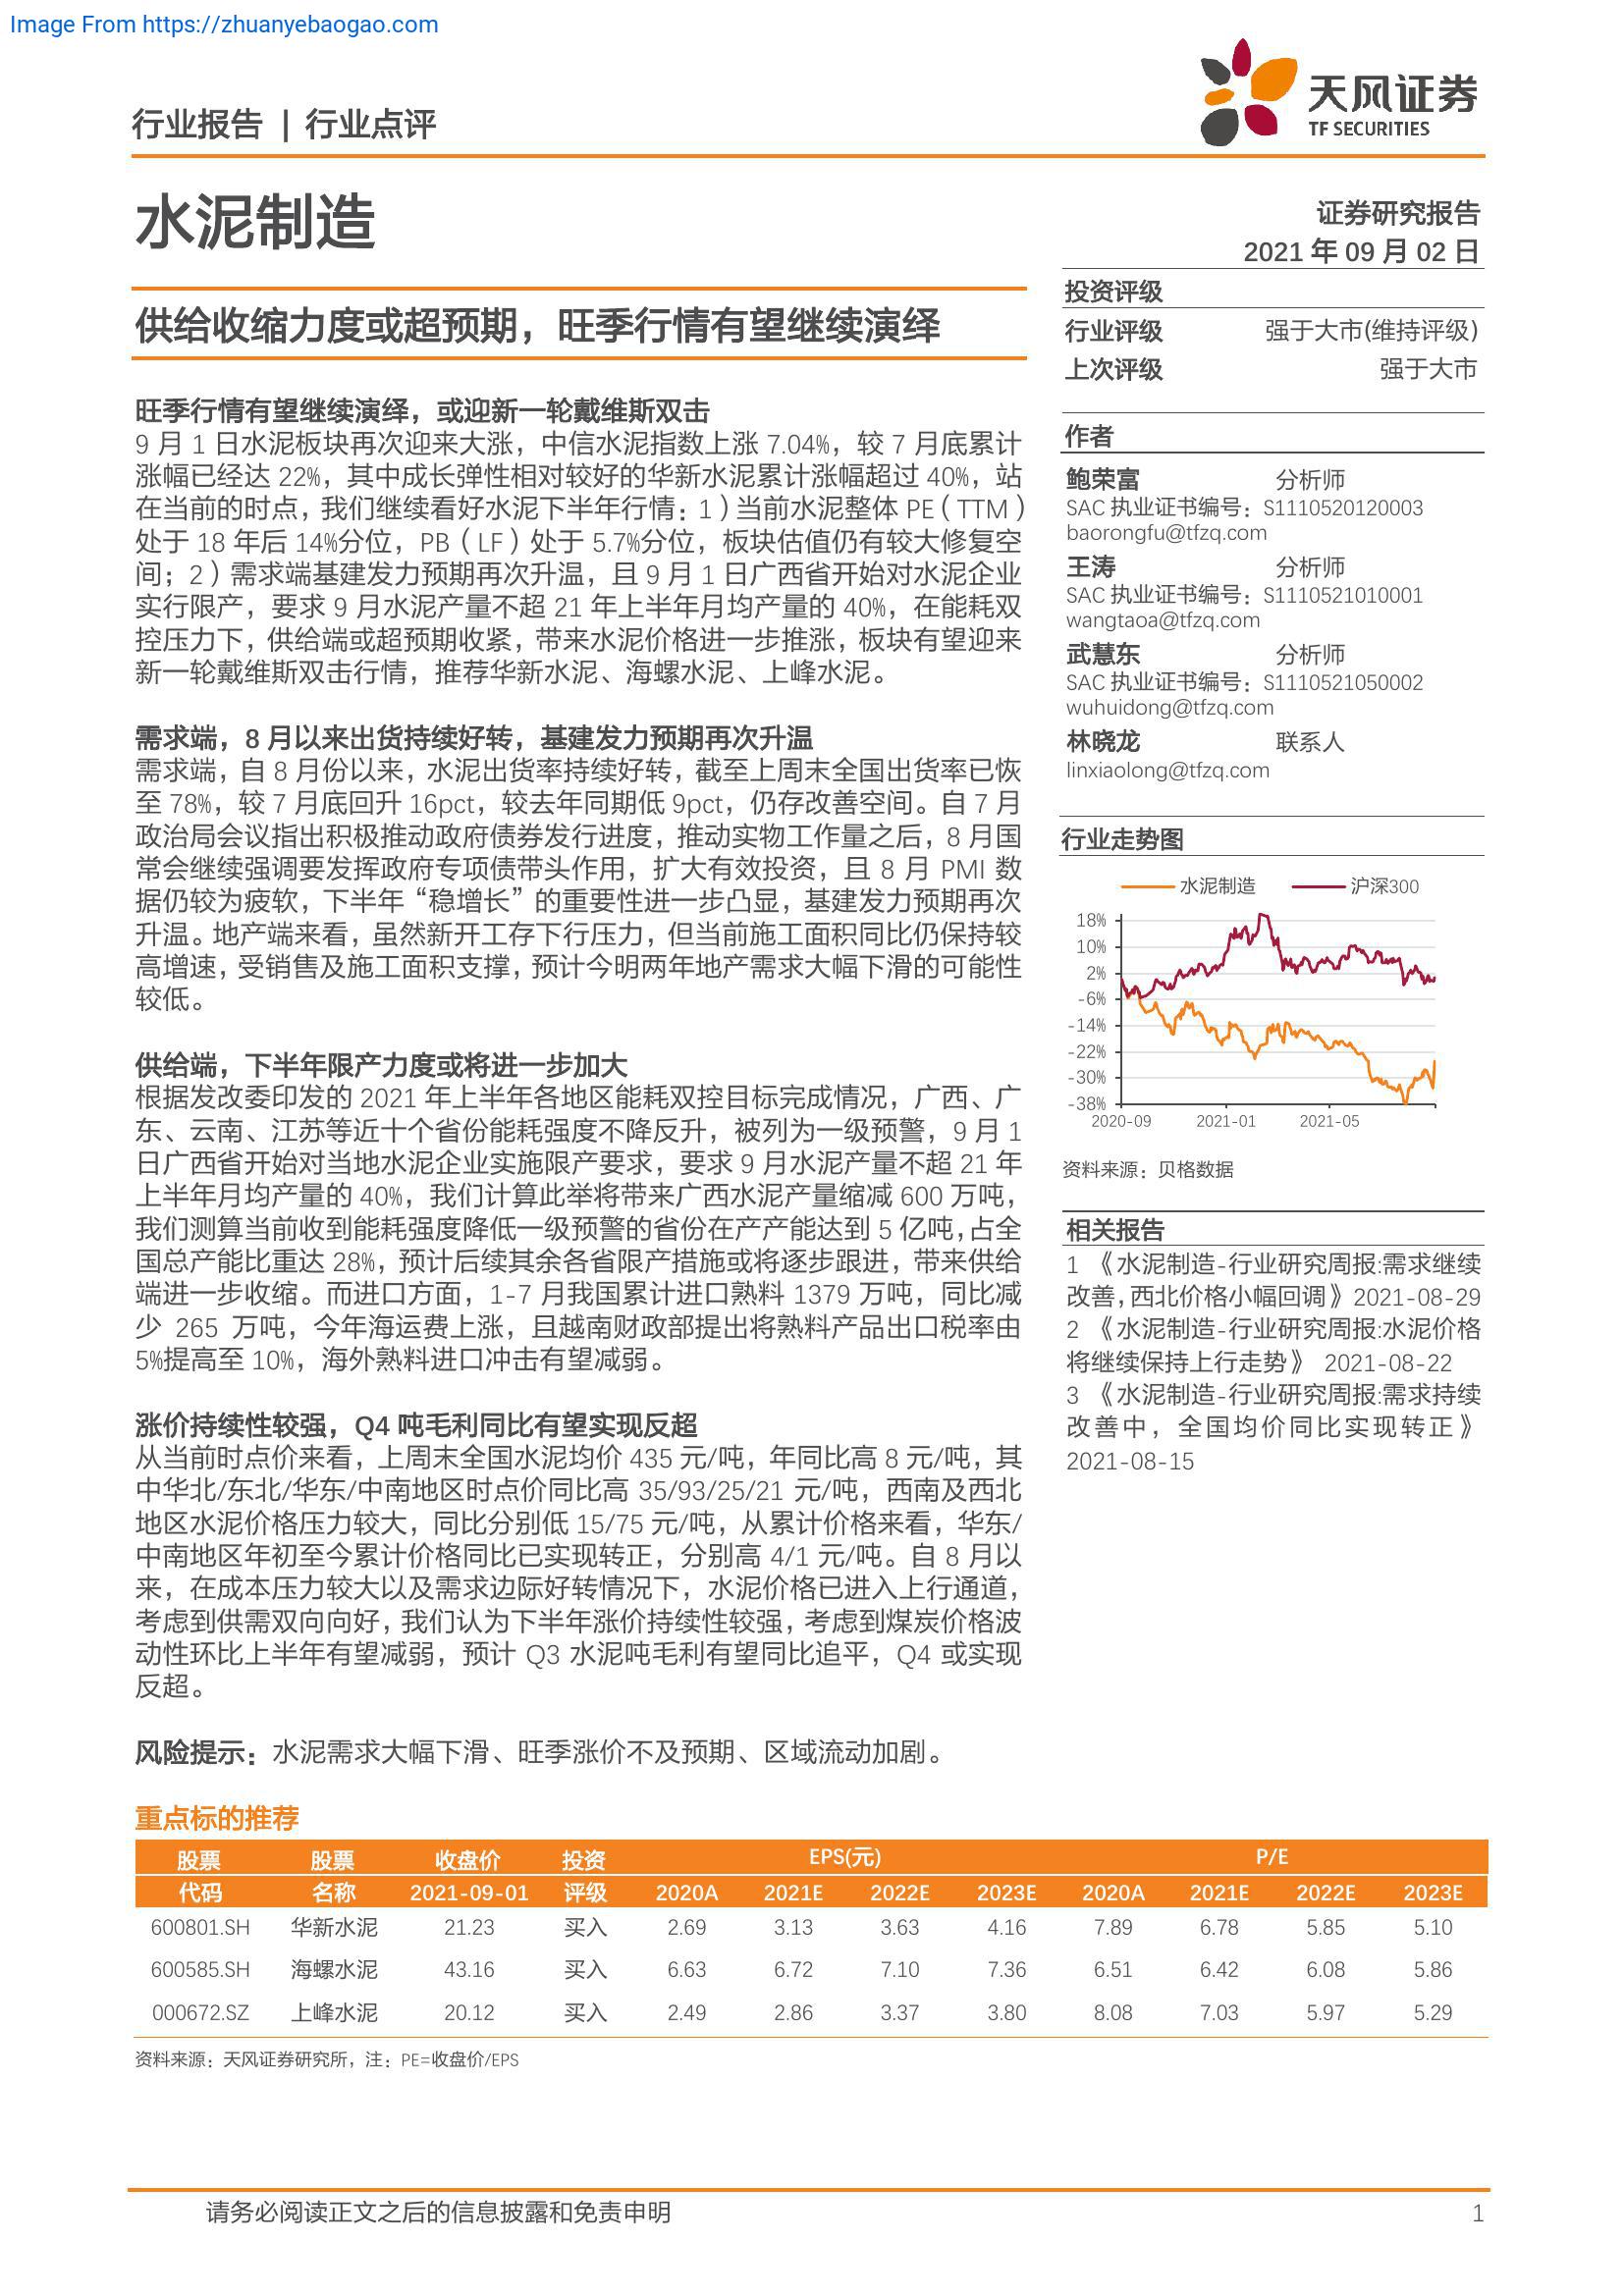 Image From https://zhuanyebaogao.com
行业报告 | 行业点评
天风证券
TF SECURITIES
水泥制造
证券研究报告
2021 年 09 月 02 日
供给收缩力度或超预期，旺季行情有望继续演绎
旺季行情有望继续演绎，或迎新一轮戴维斯双击
9 月 1 日水泥板块再次迎来大涨，中信水泥指数上涨 7.04%，较 7 月底累计
涨幅已经达 22%，其中成长弹性相对较好的华新水泥累计涨幅超过 40%，站
在当前的时点，我们继续看好水泥下半年行情：1）当前水泥整体 PE（TTM）
处于 18 年后 14%分位，PB（LF）处于 5.7%分位，板块估值仍有较大修复空
间；2）需求端基建发力预期再次升温，且 9 月 1 日广西省开始对水泥企业
实行限产，要求 9 月水泥产量不超 21 年上半年月均产量的 40%，在能耗双
控压力下，供给端或超预期收紧，带来水泥价格进一步推涨，板块有望迎来
新一轮戴维斯双击行情，推荐华新水泥、海螺水泥、上峰水泥。
需求端，8 月以来出货持续好转，基建发力预期再次升温
需求端，自 8 月份以来，水泥出货率持续好转，截至上周末全国出货率已恢
至 78%，较 7 月底回升 16pct，较去年同期低 9pct，仍存改善空间。自 7 月
政治局会议指出积极推动政府债券发行进度，推动实物工作量之后，8 月国
常会继续强调要发挥政府专项债带头作用，扩大有效投资，且 8 月 PMI 数
据仍较为疲软，下半年“稳增长”的重要性进一步凸显，基建发力预期再次
升温。地产端来看，虽然新开工存下行压力，但当前施工面积同比仍保持较
高增速，受销售及施工面积支撑，预计今明两年地产需求大幅下滑的可能性
较低。
供给端，下半年限产力度或将进一步加大
根据发改委印发的 2021 年上半年各地区能耗双控目标完成情况，广西、广
东、云南、江苏等近十个省份能耗强度不降反升，被列为一级预警，9 月 1
日广西省开始对当地水泥企业实施限产要求，要求 9 月水泥产量不超 21 年
上半年月均产量的 40%，我们计算此举将带来广西水泥产量缩减 600 万吨，
我们测算当前收到能耗强度降低一级预警的省份在产产能达到 5 亿吨，占全
国总产能比重达 28%，预计后续其余各省限产措施或将逐步跟进，带来供给
端进一步收缩。而进口方面，1-7 月我国累计进口熟料 1379 万吨，同比减
少 265 万吨，今年海运费上涨，且越南财政部提出将熟料产品出口税率由
5%提高至 10%，海外熟料进口冲击有望减弱。
涨价持续性较强，Q4 吨毛利同比有望实现反超
从当前时点价来看，上周末全国水泥均价 435 元/吨，年同比高 8 元/吨，其
中华北/东北/华东/中南地区时点价同比高 35/93/25/21 元/吨，西南及西北
地区水泥价格压力较大，同比分别低 15/75 元/吨，从累计价格来看，华东/
中南地区年初至今累计价格同比已实现转正，分别高 4/1 元/吨。自 8 月以
来，在成本压力较大以及需求边际好转情况下，水泥价格已进入上行通道，
考虑到供需双向向好，我们认为下半年涨价持续性较强，考虑到煤炭价格波
动性环比上半年有望减弱，预计 Q3 水泥吨毛利有望同比追平，Q4 或实现
反超。
风险提示：水泥需求大幅下滑、旺季涨价不及预期、区域流动加剧。
投资评级
行业评级 强于大市(维持评级)
上次评级 强于大市
作者
鲍荣富 分析师
SAC 执业证书编号：S1110520120003
baorongfu@tfzq.com
王涛 分析师
SAC 执业证书编号：S1110521010001
wangtaoa@tfzq.com
武慧东 分析师
SAC 执业证书编号：S1110521050002
wuhuidong@tfzq.com
林晓龙 联系人
linxiaolong@tfzq.com
行业走势图
水泥制造 沪深300
18%
10%
2%
-6%
-14%
-22%
-30%
-38%
2020-09 2021-01 2021-05
资料来源：贝格数据
相关报告
1 《水泥制造-行业研究周报:需求继续
改善,西北价格小幅回调》2021-08-29
2 《水泥制造-行业研究周报:水泥价格
将继续保持上行走势》 2021-08-22
3 《水泥制造-行业研究周报:需求持续
改善中，全国均价同比实现转正》
2021-08-15
重点标的推荐
股票 股票 收盘价 投资 EPS(元) P/E
代码 名称 2021-09-01 评级 2020A 2021E 2022E 2023E 2020A 2021E 2022E 2023E
600801.SH 华新水泥 21.23 买入 2.69 3.13 3.63 4.16 7.89 6.78 5.85 5.10
600585.SH 海螺水泥 43.16 买入 6.63 6.72 7.10 7.36 6.51 6.42 6.08 5.86
000672.SZ 上峰水泥 20.12 买入 2.49 2.86 3.37 3.80 8.08 7.03 5.97 5.29
资料来源：天风证券研究所，注：PE=收盘价/EPS
请务必阅读正文之后的信息披露和免责申明 1